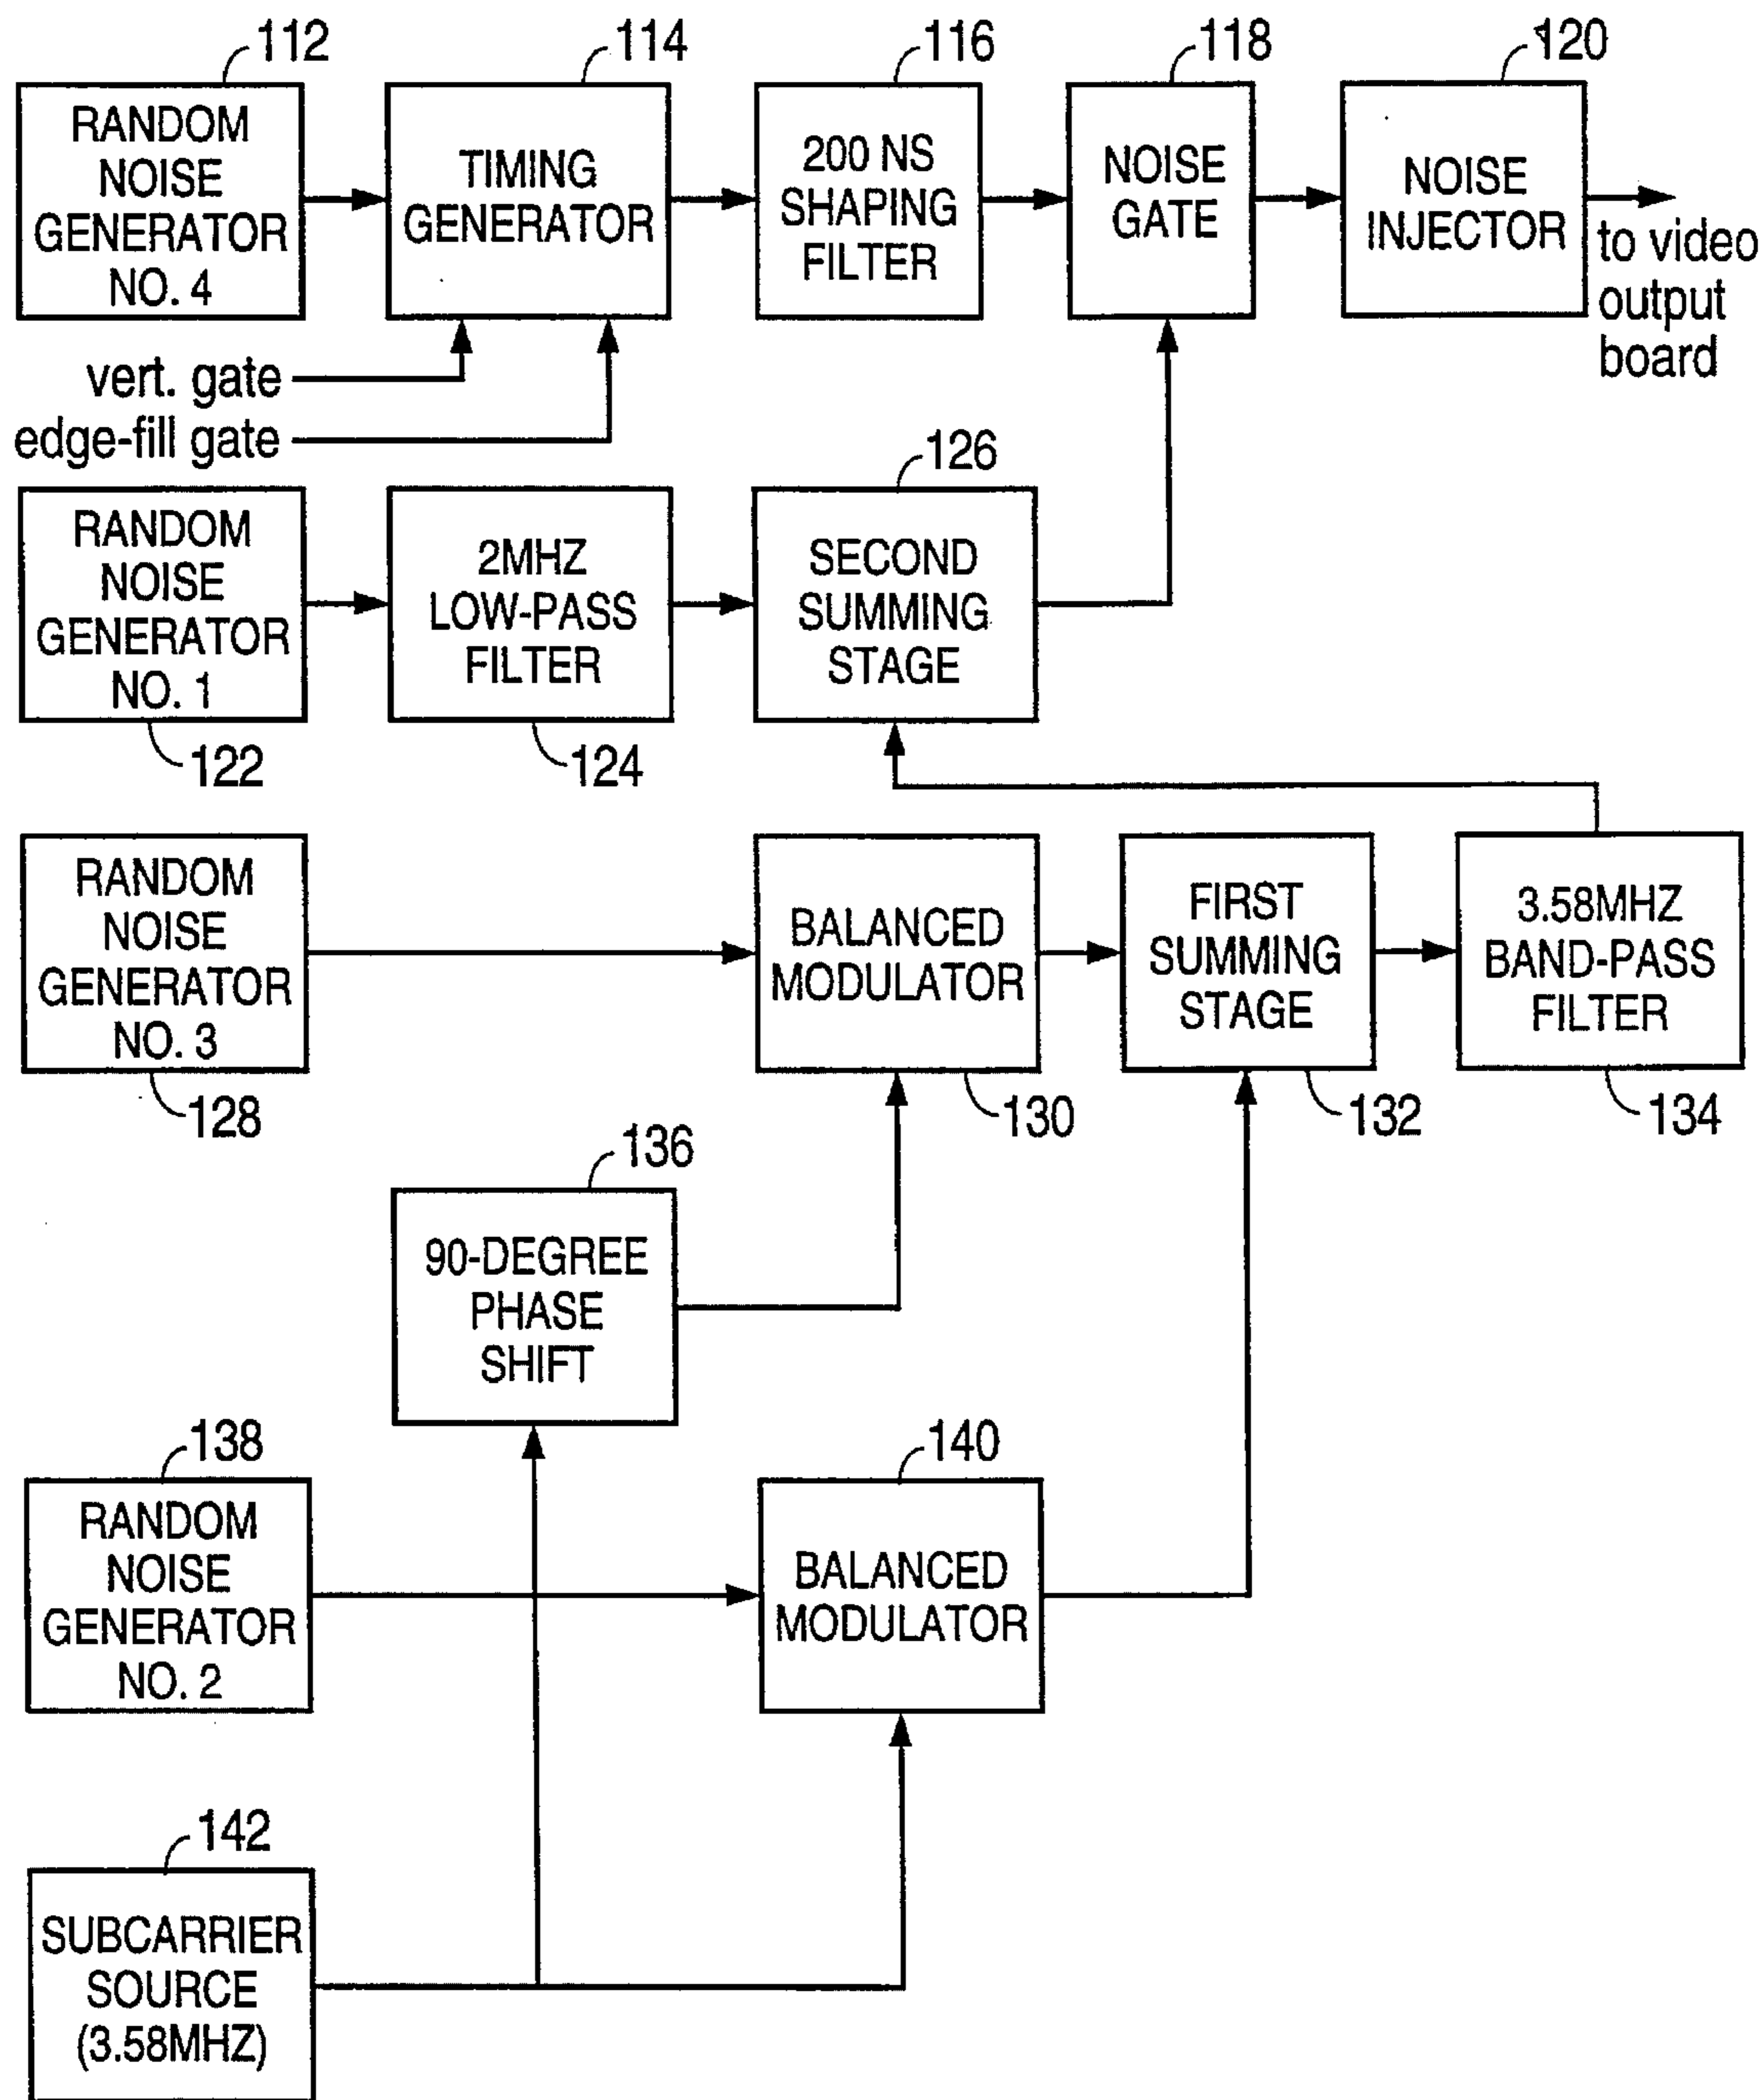 112
114
116
118
120
RANDOM
NOISE
GENERATOR
NO. 4
TIMING
GENERATOR
200 NS
SHAPING
FILTER
NOISE
GATE
NOISE
INJECTOR
to video
output
board
vert. gate
edge-fill gate
126
RANDOM
NOISE
GENERATOR
NO. 1
2MHZ
LOW-PASS
FILTER
SECOND
SUMMING
STAGE
122
124
RANDOM
NOISE
GENERATOR
NO. 3
BALANCED
MODULATOR
FIRST
SUMMING
STAGE
3.58MHZ
BAND-PASS
FILTER
128
130
132
134
136
90-DEGREE
PHASE
SHIFT
138
140
RANDOM
NOISE
GENERATOR
NO. 2
BALANCED
MODULATOR
142
SUBCARRIER
SOURCE
(3.58MHZ)